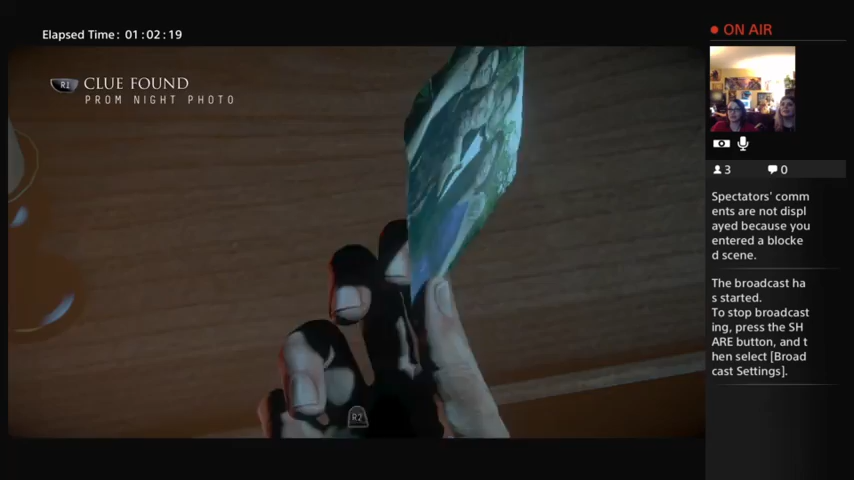 Elapsed Time: 01:02:19
R1 CLUE FOUND
PROM NIGHT PHOTO
R2
ON AIR
3 0
Spectators' comm
ents are not displ
ayed because you
entered a blocke
d scene.
The broadcast ha
s started.
To stop broadcast
ing, press the SH
ARE button, and t
hen select [Broad
cast Settings].